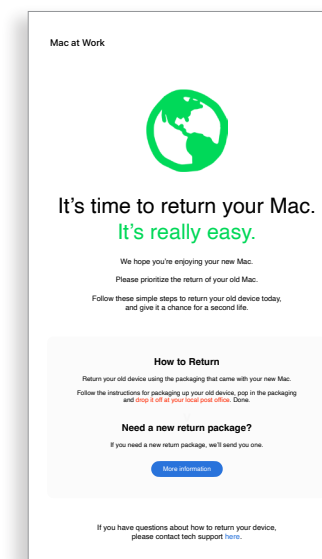 Mac at Work
It's time to return your Mac.
It's really easy.
We hope you're enjoying your new Mac.
Please prioritize the return of your old Mac.
Follow these simple steps to return your old device today,
and give it a chance for a second life.
How to Return
Return your old device using the packaging that came with your new Mac.
Follow the instructions for packaging up your old device, pop in the packaging
and drop it off at your local post office. Done.
Need a new return package?
If you need a new return package, we'll send you one.
More information
If you have questions about how to return your device,
please contact tech support here.